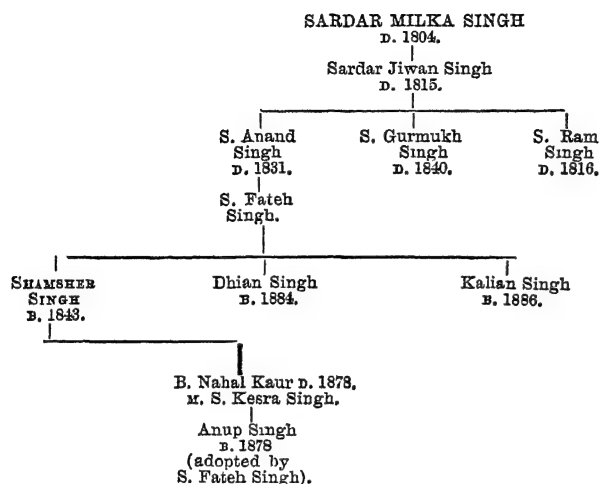 SARDAR MILKA SINGH
D. 1804.
Sardar Jiwan Singh
D. 1815.
S. Anand
Singh
D. 1831.
S. Gurmukh
Singh
D. 1840.
S. Ram
Singh
D. 1816.
S. Fateh
Singh.
SHAMSHER
SINGH
B. 1843.
Dhian Singh
B. 1884.
Kalian Singh
B. 1886.
B. Nahal Kaur D. 1878.
M. S. Kesra Singh.
Anup Singh
B. 1878
(adopted by
S. Fateh Singh).